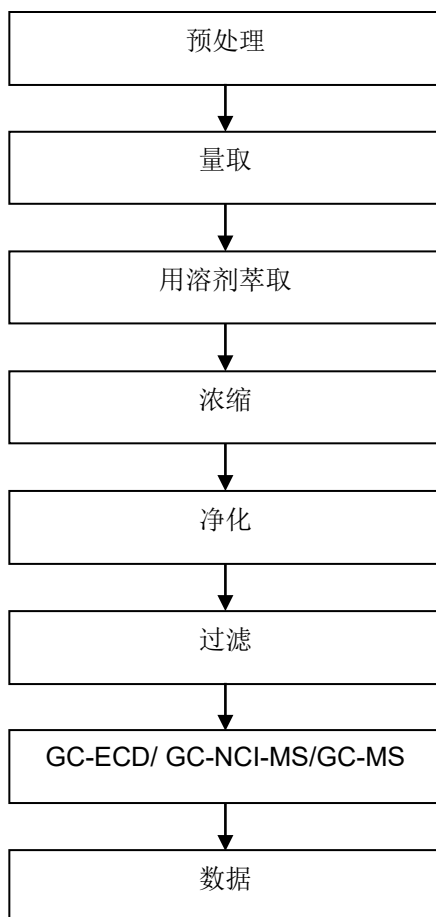 预处理
量取
用溶剂萃取
浓缩
净化
过滤
GC-ECD/ GC-NCI-MS/GC-MS
数据